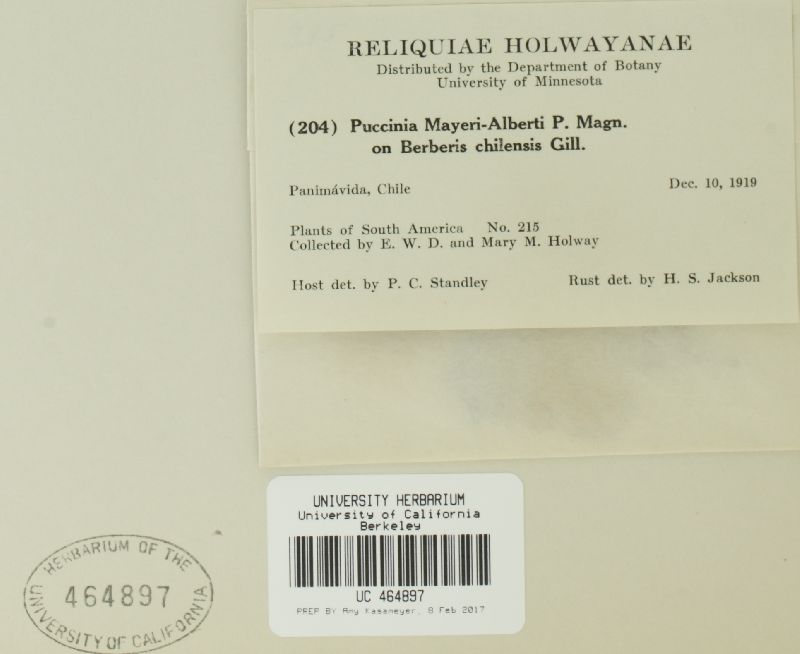 RELIQUIAE HOLWAYANAE
Distributed by the Department of Botany
University of Minnesota
(204) Puccinia Mayeri-Alberti P. Magn.
on Berberis chilensis Gill.
Panimávida, Chile Dec. 10, 1919
Plants of South America No. 215
Collected by E. W. D. and Mary M. Holway
Host det. by P. C. Standley Rust det. by H. S. Jackson
UNIVERSITY HERBARIUM
University of California
Berkeley
UC 464897
PREP BY Amy Kasameyer, 8 Feb 2017
HERBARIUM OF THE
464897
UNIVERSITY OF CALIFORNIA